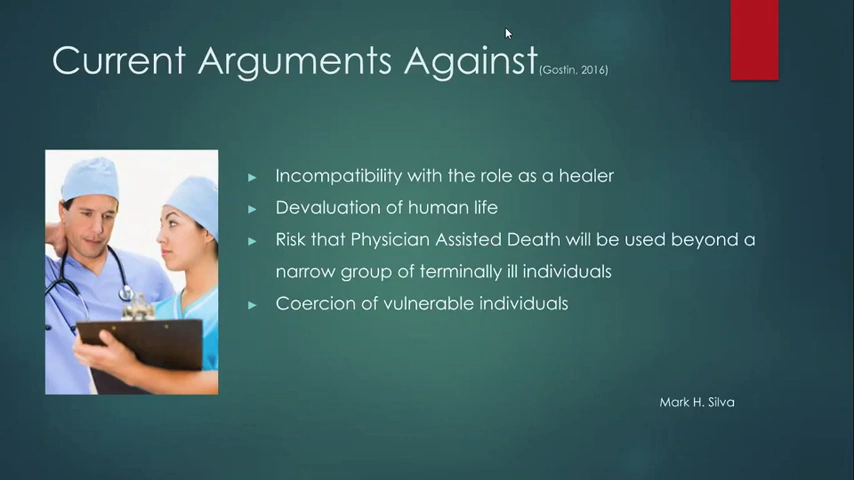 Current Arguments Against (Gostin, 2016)
Incompatibility with the role as a healer
Devaluation of human life
Risk that Physician Assisted Death will be used beyond a
narrow group of terminally ill individuals
Coercion of vulnerable individuals
Mark H. Silva